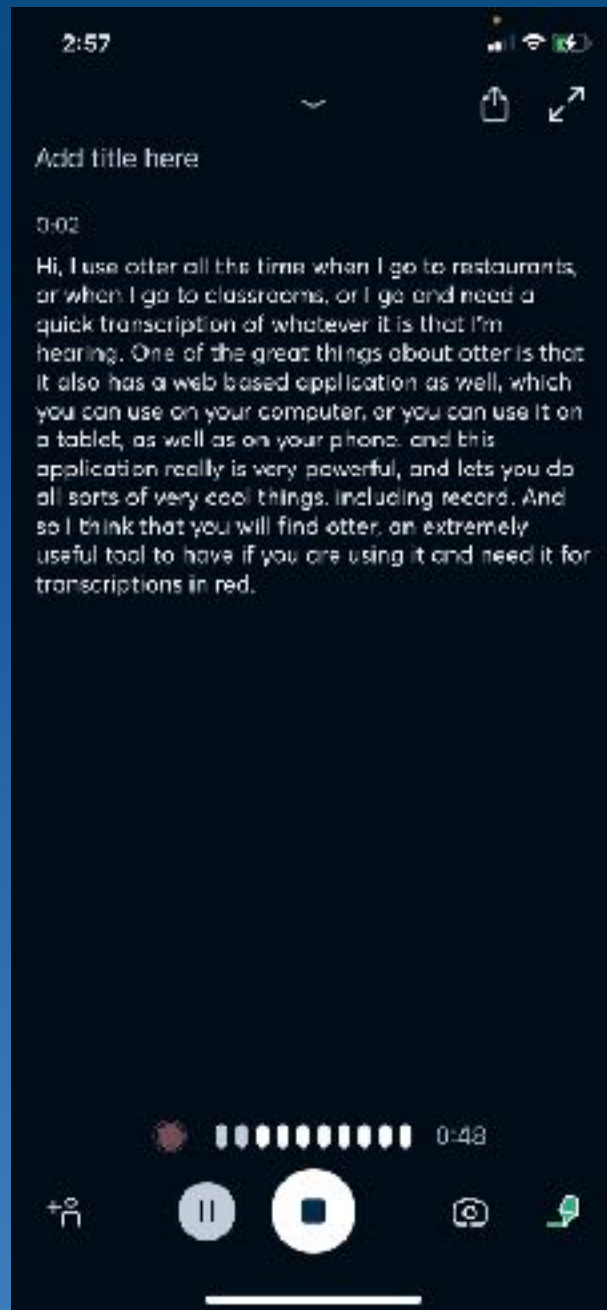 2:57
Add title here
0:02
Hi, I use otter all the time when I go to restaurants,
or when I go to classrooms, or I go and need a
quick transcription of whatever it is that I'm
hearing. One of the great things about otter is that
it also has a web based application as well, which
you can use on your computer, or you can use it on
a tablet, as well as on your phone. and this
application really is very powerful, and lets you do
all sorts of very cool things. including record. And
so I think that you will find otter, an extremely
useful tool to have if you are using it and need it for
transcriptions in red.
0:48